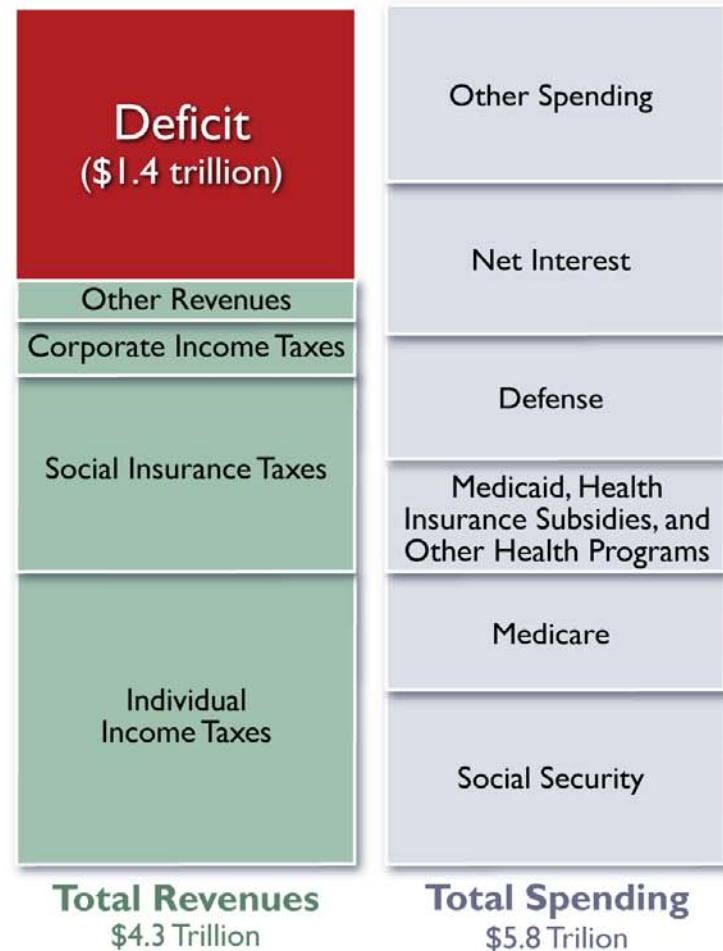 Deficit
($1.4 trillion)
Other Revenues
Corporate Income Taxes
Social Insurance Taxes
Individual
Income Taxes
Total Revenues
$4.3 Trillion
Other Spending
Net Interest
Defense
Medicaid, Health
Insurance Subsidies, and
Other Health Programs
Medicare
Social Security
Total Spending
$5.8 Trilion